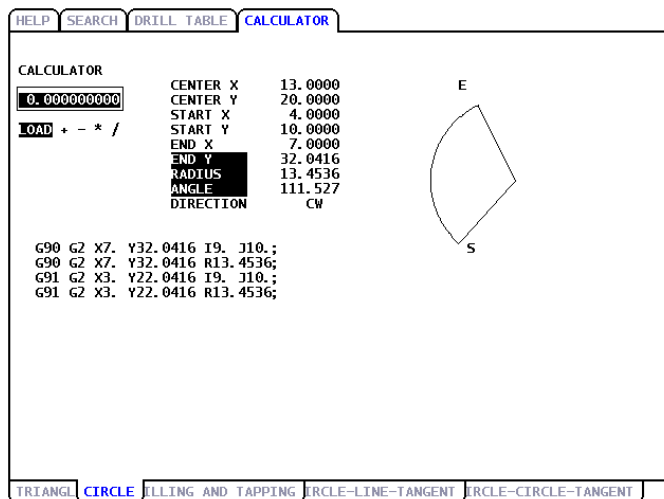 HELP SEARCH DRILL TABLE CALCULATOR
CALCULATOR
0.000000000
LOAD + - * /
CENTER X 13.0000
CENTER Y 20.0000
START X 4.0000
START Y 10.0000
END X 7.0000
END Y 32.0416
RADIUS 13.4536
ANGLE 111.527
DIRECTION CW
E
S
G90 G2 X7. Y32.0416 I9. J10.;
G90 G2 X7. Y32.0416 R13.4536;
G91 G2 X3. Y22.0416 I9. J10.;
G91 G2 X3. Y22.0416 R13.4536;
TRIANGL CIRCLE ILLING AND TAPPING IRCLE-LINE-TANGENT IRCLE-CIRCLE-TANGENT